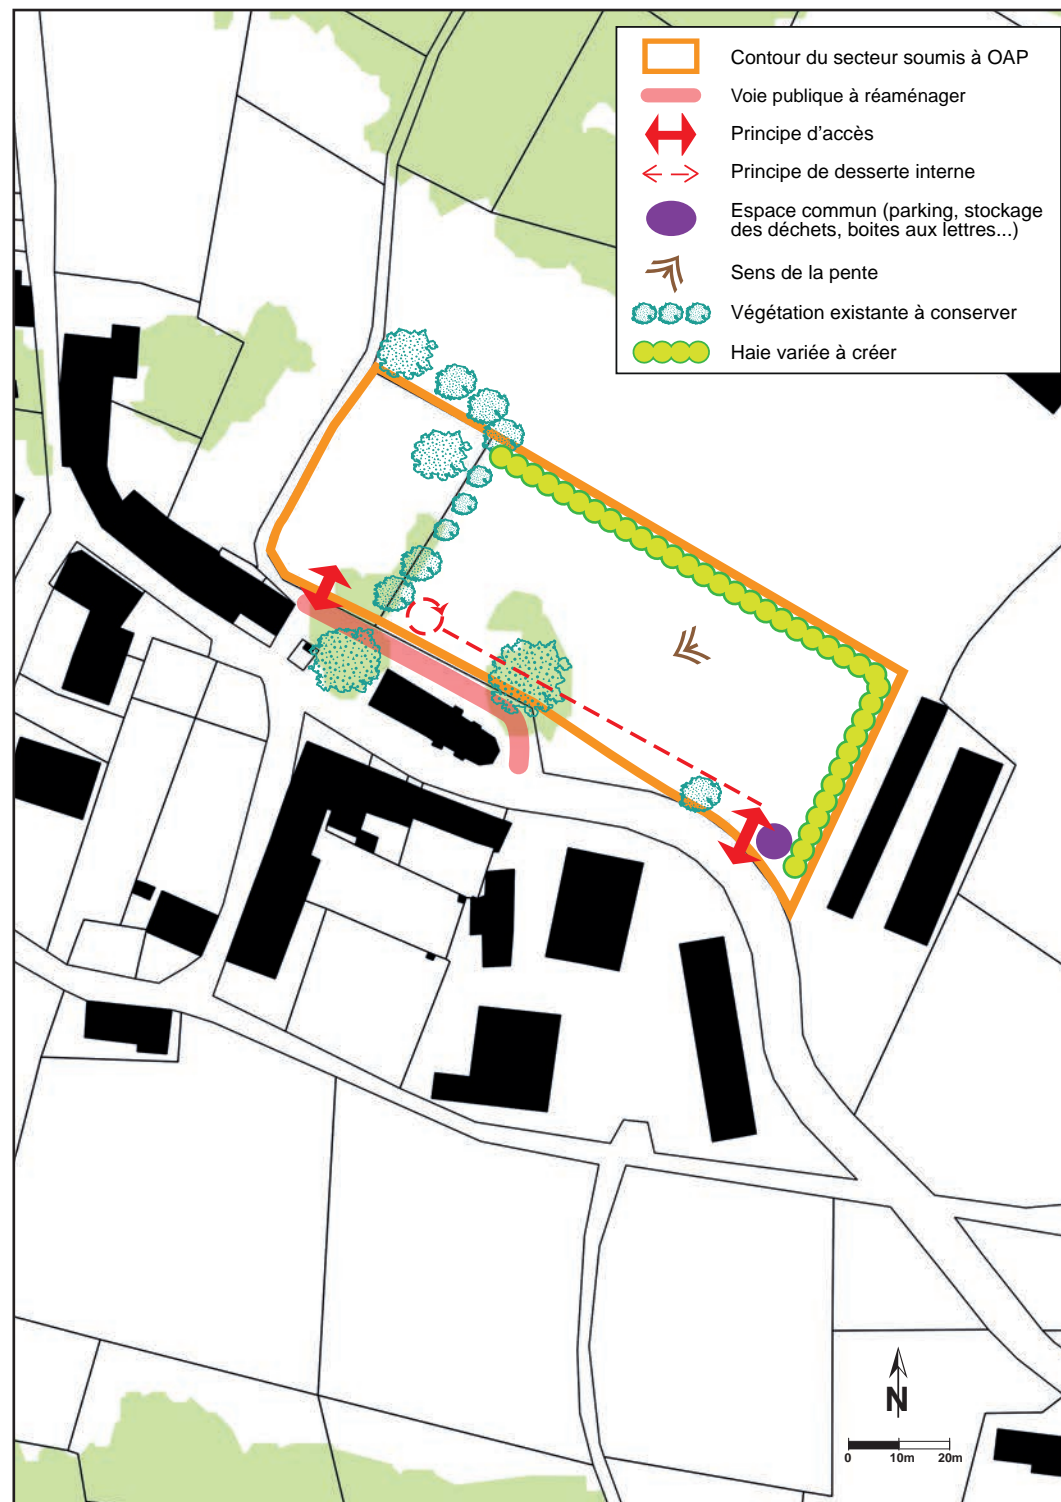 Contour du secteur soumis à OAP
Voie publique à réaménager
Principe d'accès
Principe de desserte interne
Espace commun (parking, stockage
des déchets, boites aux lettres...)
Sens de la pente
Végétation existante à conserver
Haie variée à créer
N
0 10m 20m